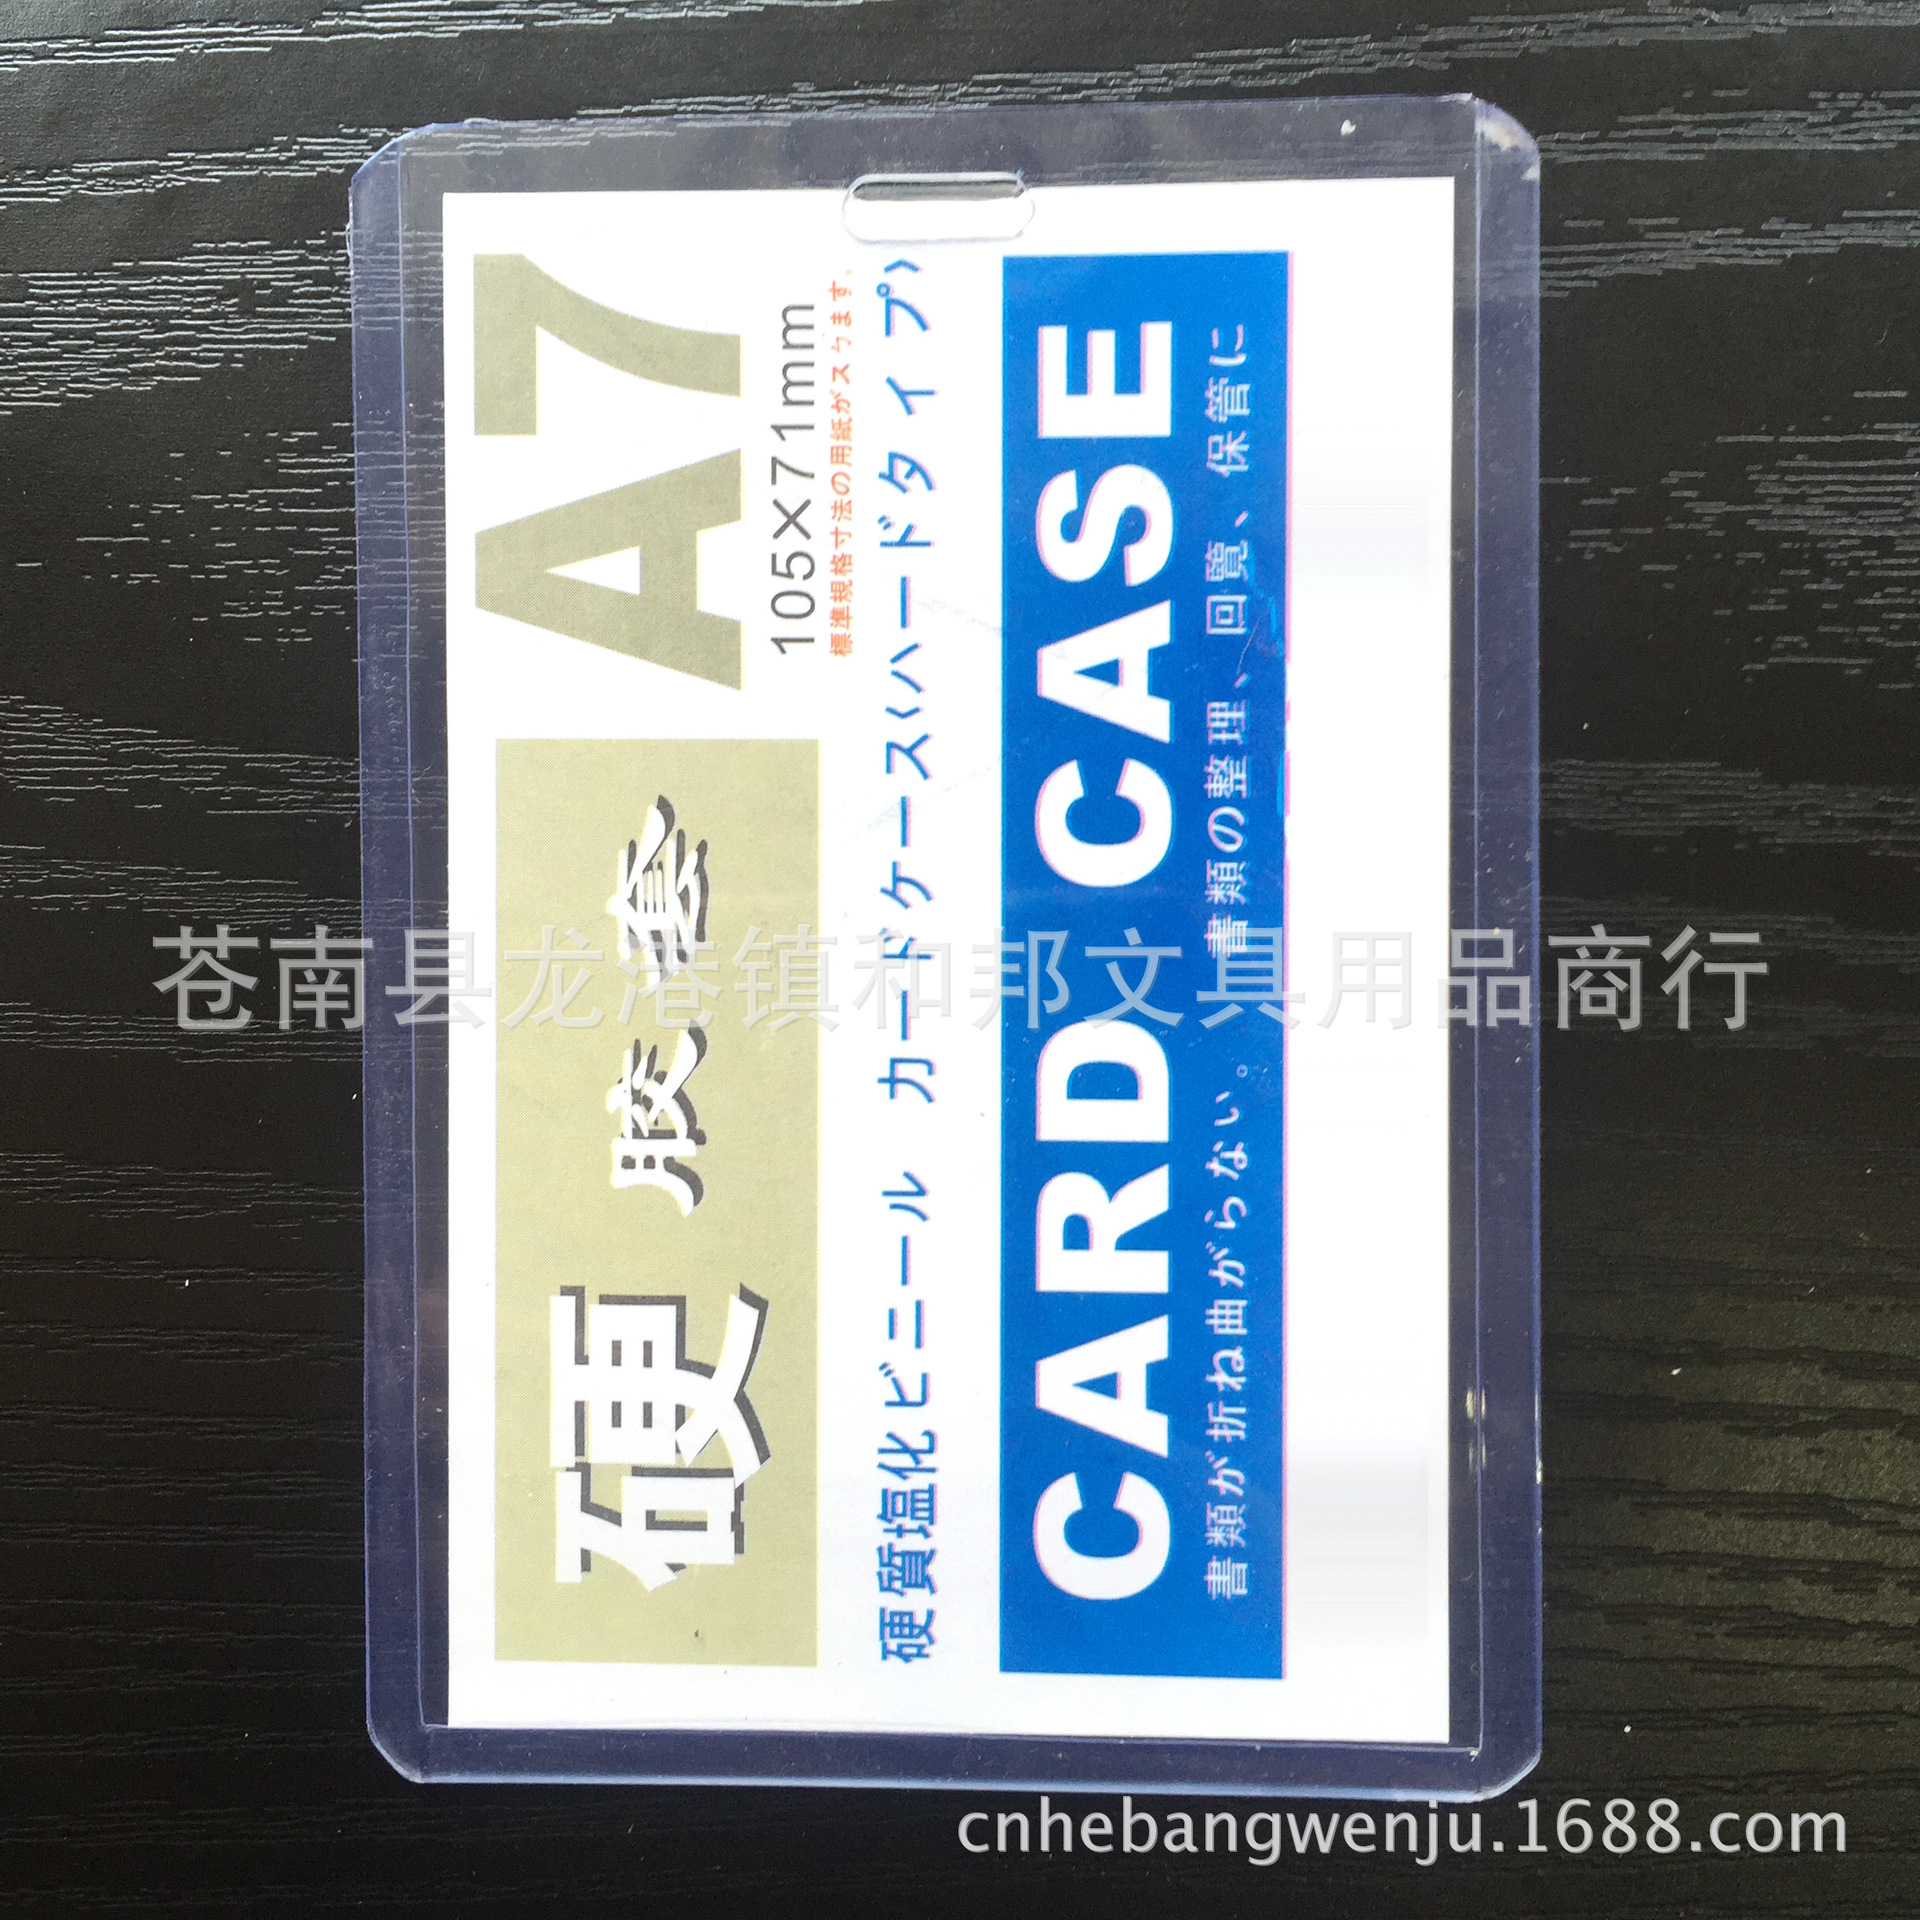 硬胶套
A7
105×71mm
標準規格寸法の用紙がスケます.
硬質塩化ビニール カードケース〈ハードタイプ〉
CARD CASE
書類が折ね曲がらない。書類の整理、回覽、保管に
苍南县龙港镇和邦文具用品商行
cnhebangwenju.1688.com